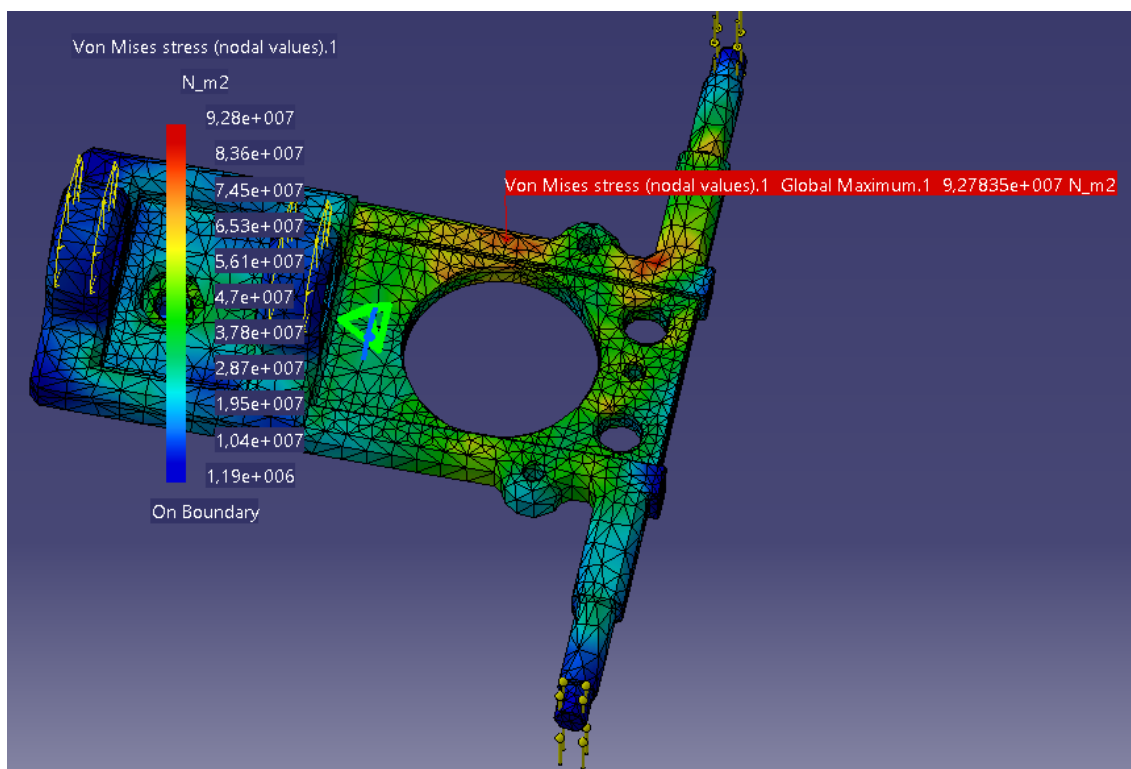 Von Mises stress (nodal values).1
N_m2
9,28e+007
8,36e+007
7,45e+007
6,53e+007
5,61e+007
4,7e+007
3,78e+007
2,87e+007
1,95e+007
1,04e+007
1,19e+006
On Boundary
Von Mises stress (nodal values).1 Global Maximum.1 9,27835e+007 N_m2